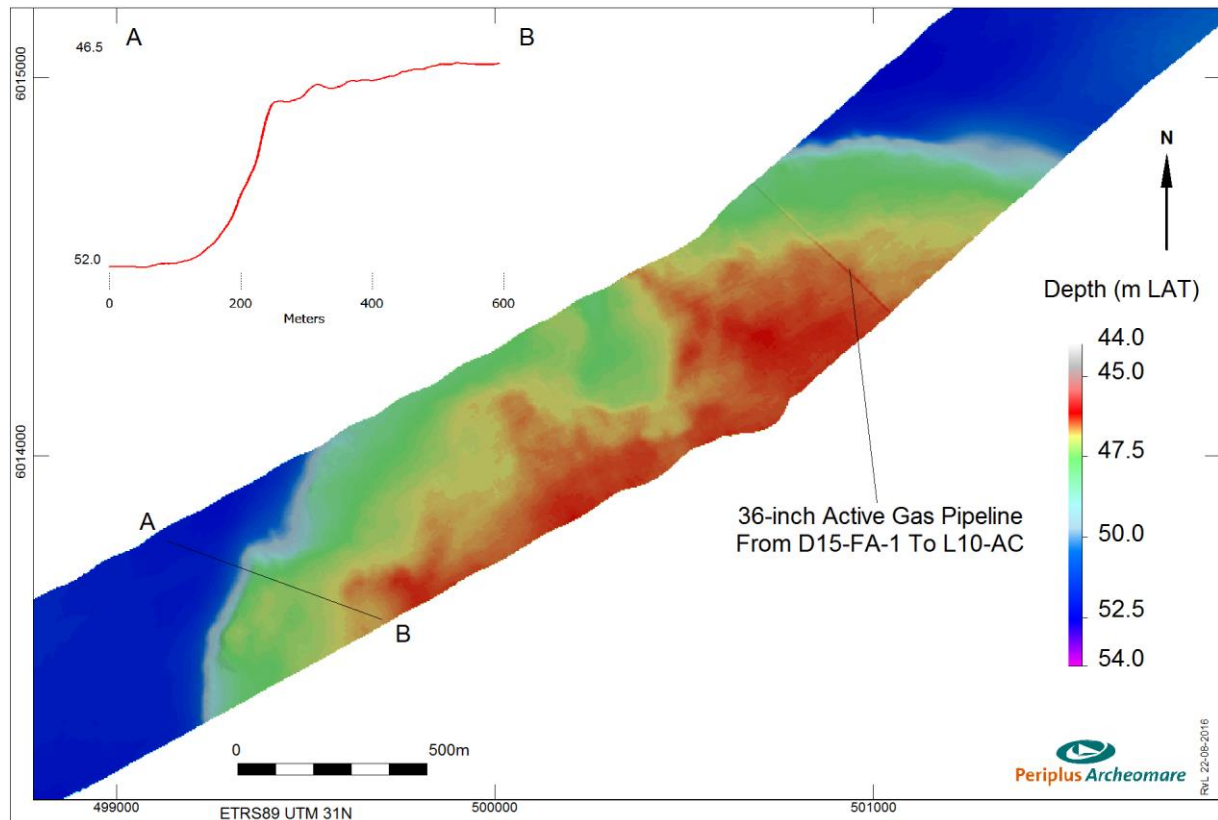 A
B
46.5
52.0
0
200
400
600
Meters
6015000
6014000
N
Depth (m LAT)
44.0
45.0
47.5
50.0
52.5
54.0
36-inch Active Gas Pipeline
From D15-FA-1 To L10-AC
A
B
0
500m
Periplus Archeomare
RvL 22-08-2016
499000
500000
501000
ETRS89 UTM 31N